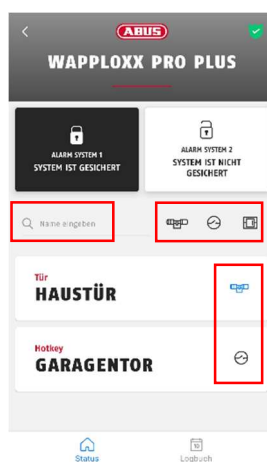 ABUS
WAPPLOXX PRO PLUS
ALARM SYSTEM 1
SYSTEM IST GESICHERT
ALARM SYSTEM 2
SYSTEM IST NICHT
GESICHERT
Name eingeben
Tür
HAUSTÜR
Hotkey
GARAGENTOR
Status
10
Logbuch